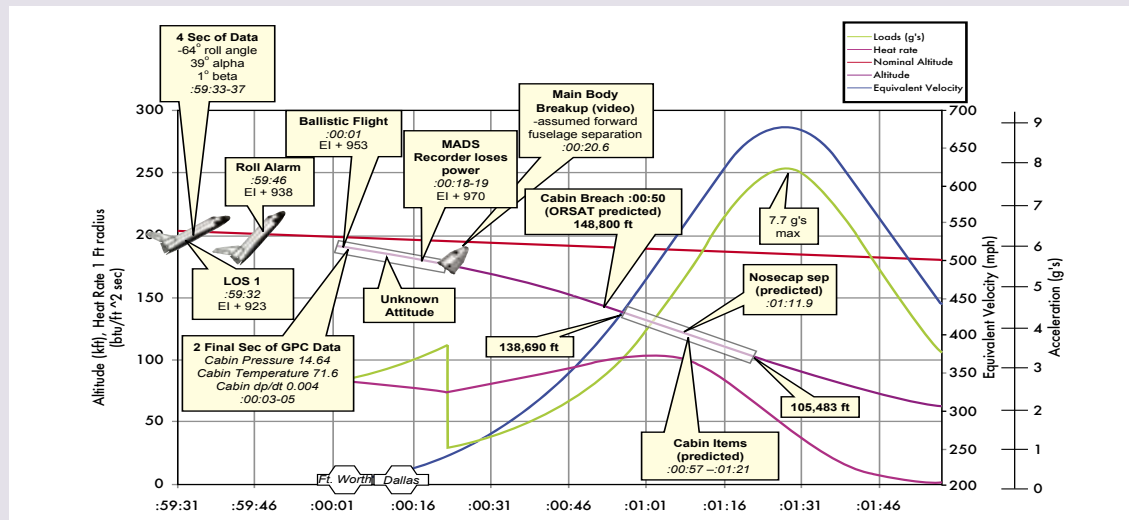 4 Sec of Data
-64° roll angle
39° alpha
1° beta
:59:33-37
Loads (g's)
Heat rate
Nominal Altitude
Altitude
Equivalent Velocity
Ballistic Flight
:00:01
EI + 953
Main Body
Breakup (video)
-assumed forward
fuselage separation
:00:20.6
MADS
Recorder loses
power
:00:18-19
EI + 970
Roll Alarm
:59:46
EI + 938
Cabin Breach :00:50
(ORSAT predicted)
148,800 ft
7.7 g's
max
LOS 1
:59:32
EI + 923
Unknown
Attitude
Nosecap sep
(predicted)
:01:11.9
2 Final Sec of GPC Data
Cabin Pressure 14.64
Cabin Temperature 71.6
Cabin dp/dt 0.004
:00:03-05
138,690 ft
105,483 ft
Cabin Items
(predicted)
:00:57 –:01:21
Ft. Worth
Dallas
Altitude (kft), Heat Rate 1 Ft radius
(btu/ft ^2 sec)
300
250
200
150
100
50
0
700
650
600
550
500
450
400
350
300
250
200
Equivalent Velocity (mph)
9
8
7
6
5
4
3
2
1
0
Acceleration (g's)
:59:31
:59:46
:00:01
:00:16
:00:31
:00:46
:01:01
:01:16
:01:31
:01:46